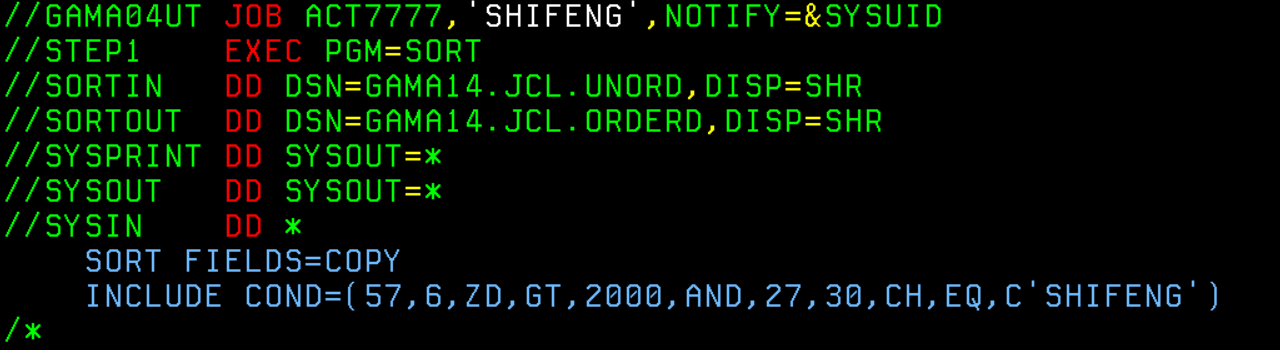 //GAMA04UT JOB ACT7777,'SHIFENG',NOTIFY=&SYSUID
//STEP1    EXEC PGM=SORT
//SORTIN   DD DSN=GAMA14.JCL.UNORD,DISP=SHR
//SORTOUT  DD DSN=GAMA14.JCL.ORDERD,DISP=SHR
//SYSPRINT DD SYSOUT=*
//SYSOUT   DD SYSOUT=*
//SYSIN    DD *
    SORT FIELDS=COPY
    INCLUDE COND=(57,6,ZD,GT,2000,AND,27,30,CH,EQ,C'SHIFENG')
/*